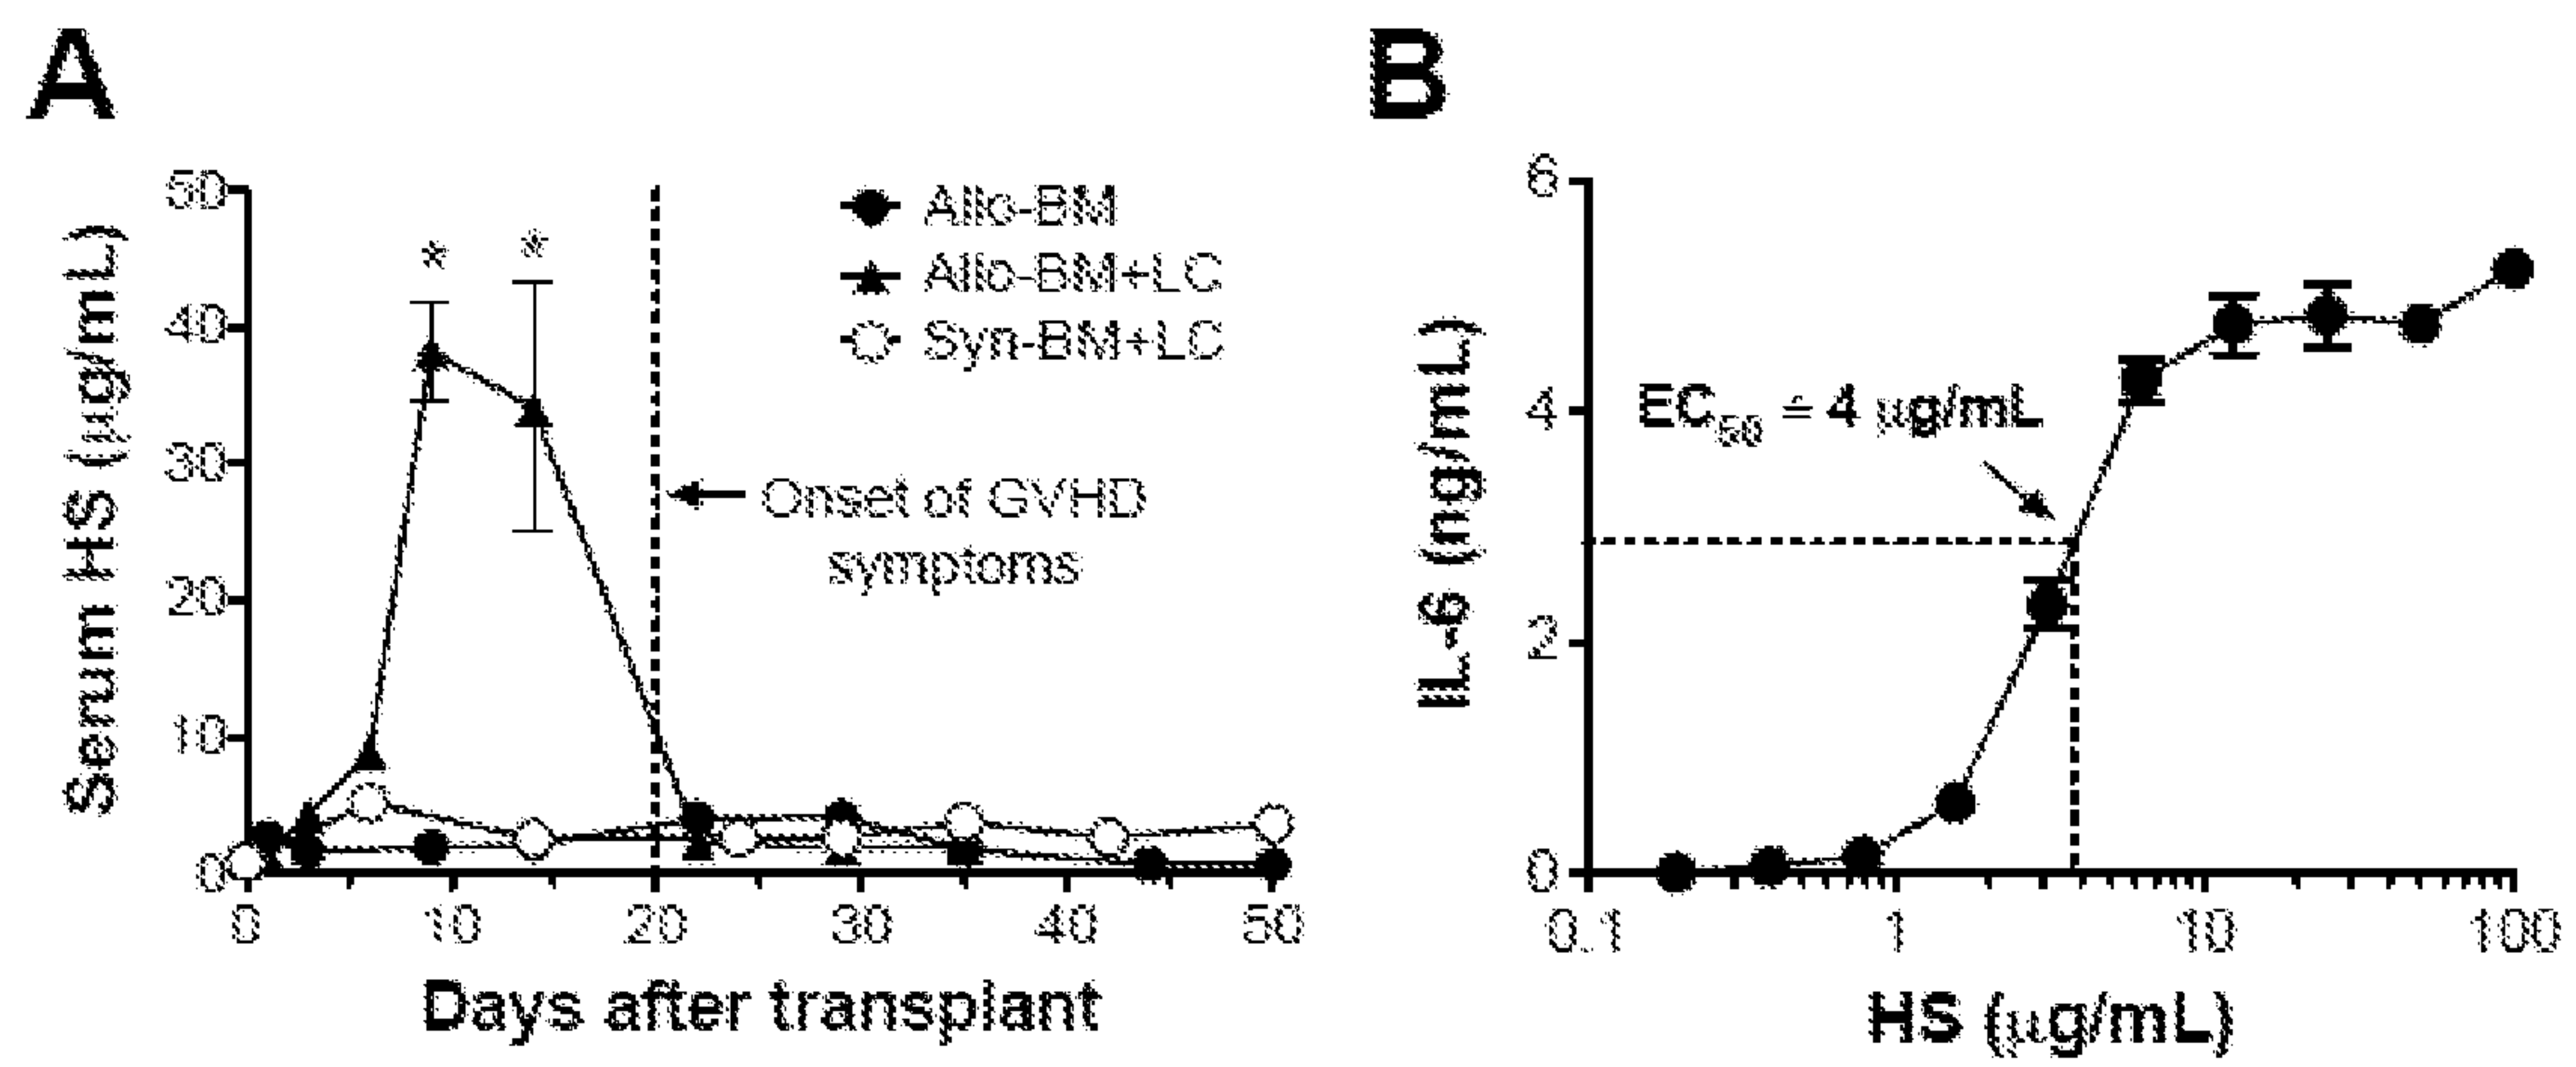 A
50
40
30
20
10
0
Serum HS (μg/mL)
* *
Allo-BM
Allo-BM+LC
Syn-BM+LC
Onset of GVHD
symptoms
0 10 20 30 40 50
Days after transplant
B
6
4
2
0
IL-6 (ng/mL)
EC50 = 4 μg/mL
0.1 1 10 100
HS (μg/mL)